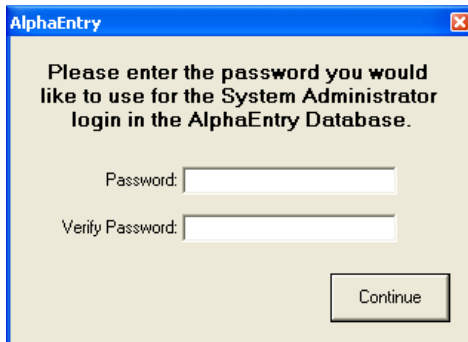 AlphaEntry
Please enter the password you would
like to use for the System Administrator
login in the AlphaEntry Database.
Password:
Verify Password:
Continue